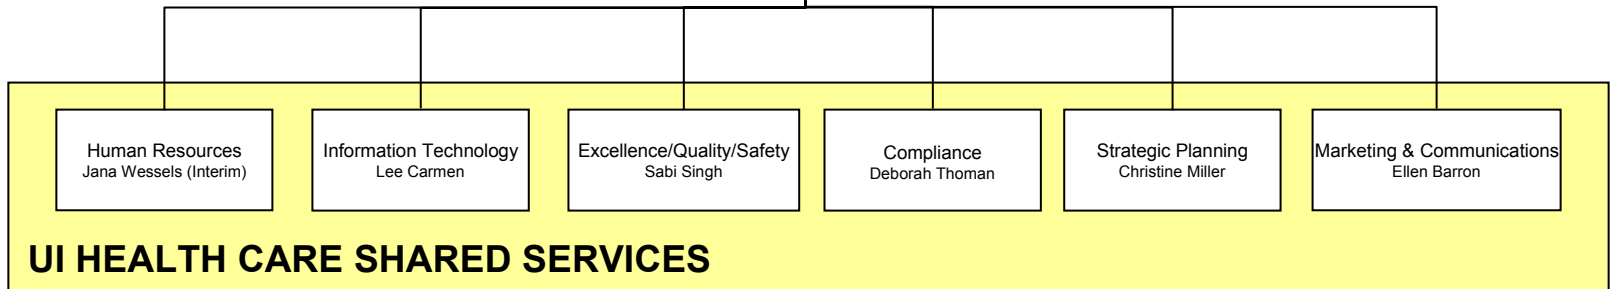 Human Resources
Jana Wessels (Interim)
Information Technology
Lee Carmen
Excellence/Quality/Safety
Sabi Singh
Compliance
Deborah Thoman
Strategic Planning
Christine Miller
Marketing & Communications
Ellen Barron
UI HEALTH CARE SHARED SERVICES